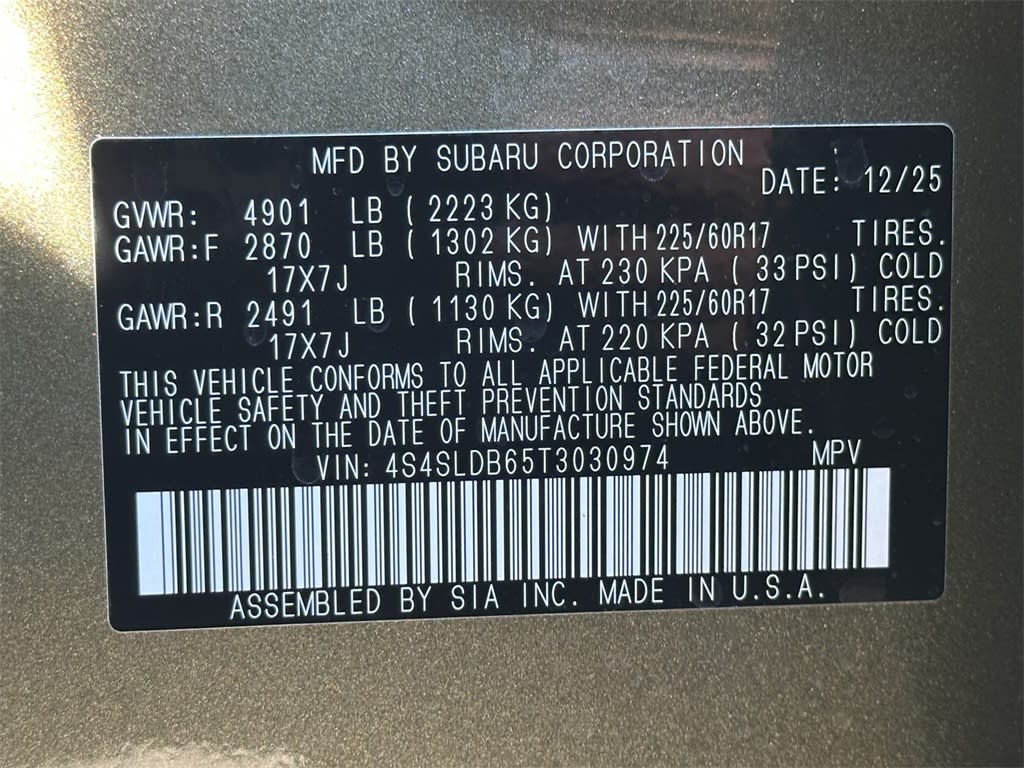 MFD BY SUBARU CORPORATION
DATE: 12/25
GVWR: 4901 LB ( 2223 KG)
GAWR:F 2870 LB ( 1302 KG) WITH 225/60R17 TIRES.
17X7J RIMS. AT 230 KPA ( 33 PSI) COLD
GAWR:R 2491 LB ( 1130 KG) WITH 225/60R17 TIRES.
17X7J RIMS. AT 220 KPA ( 32 PSI) COLD
THIS VEHICLE CONFORMS TO ALL APPLICABLE FEDERAL MOTOR
VEHICLE SAFETY AND THEFT PREVENTION STANDARDS
IN EFFECT ON THE DATE OF MANUFACTURE SHOWN ABOVE.
VIN: 4S4SLDB65T3030974 MPV
ASSEMBLED BY SIA INC. MADE IN U.S.A.